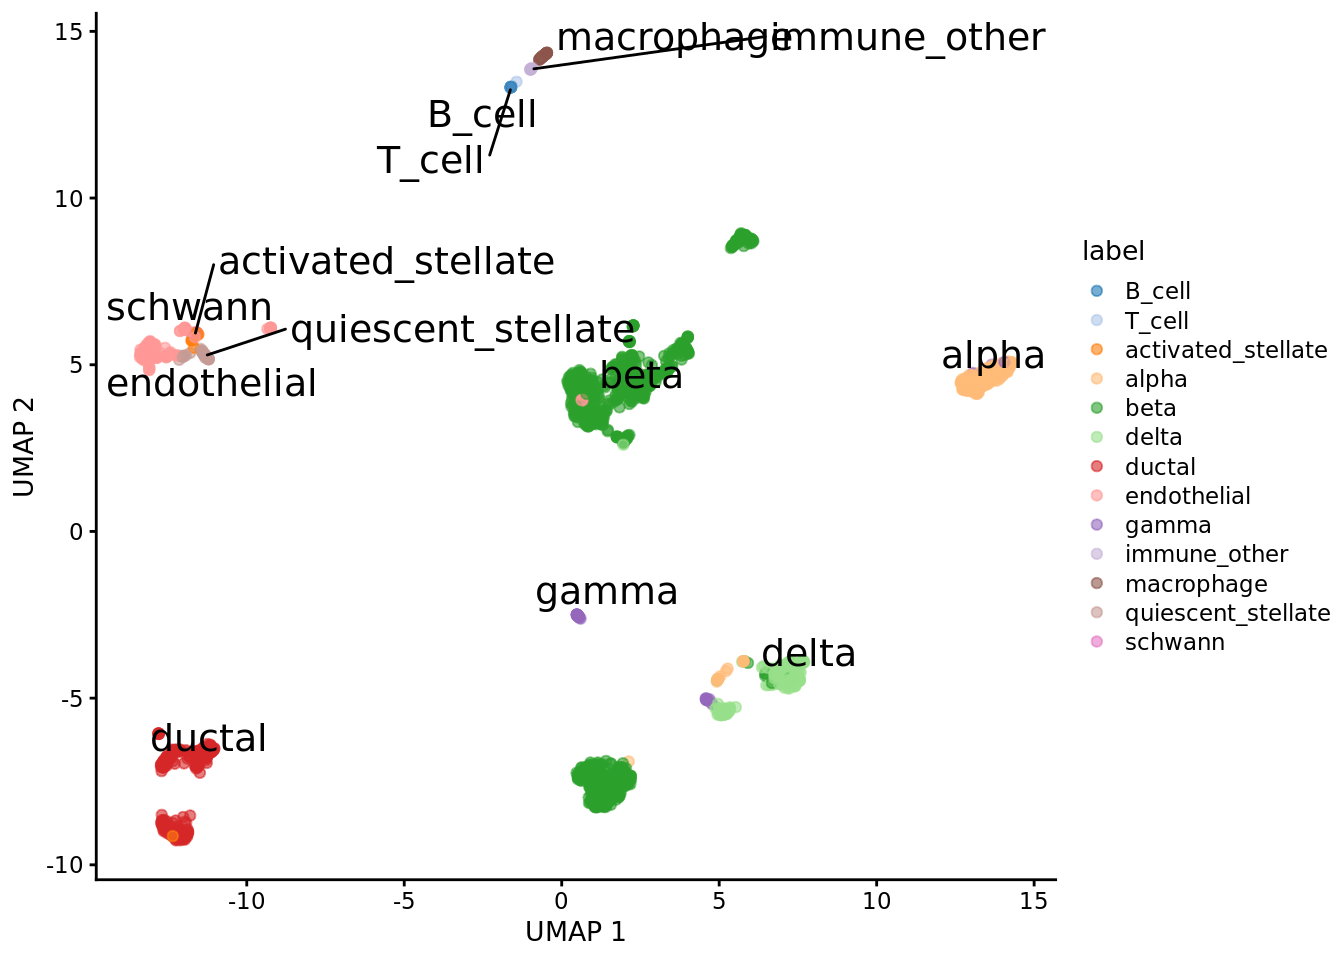 15
macrophage
immune_other
B_cell
T_cell
10
activated_stellate
schwann
quiescent_stellate
5
endothelial
beta
alpha
UMAP 2
0
gamma
delta
-5
ductal
-10
-10
-5
0
5
10
15
UMAP 1
label
B_cell
T_cell
activated_stellate
alpha
beta
delta
ductal
endothelial
gamma
immune_other
macrophage
quiescent_stellate
schwann